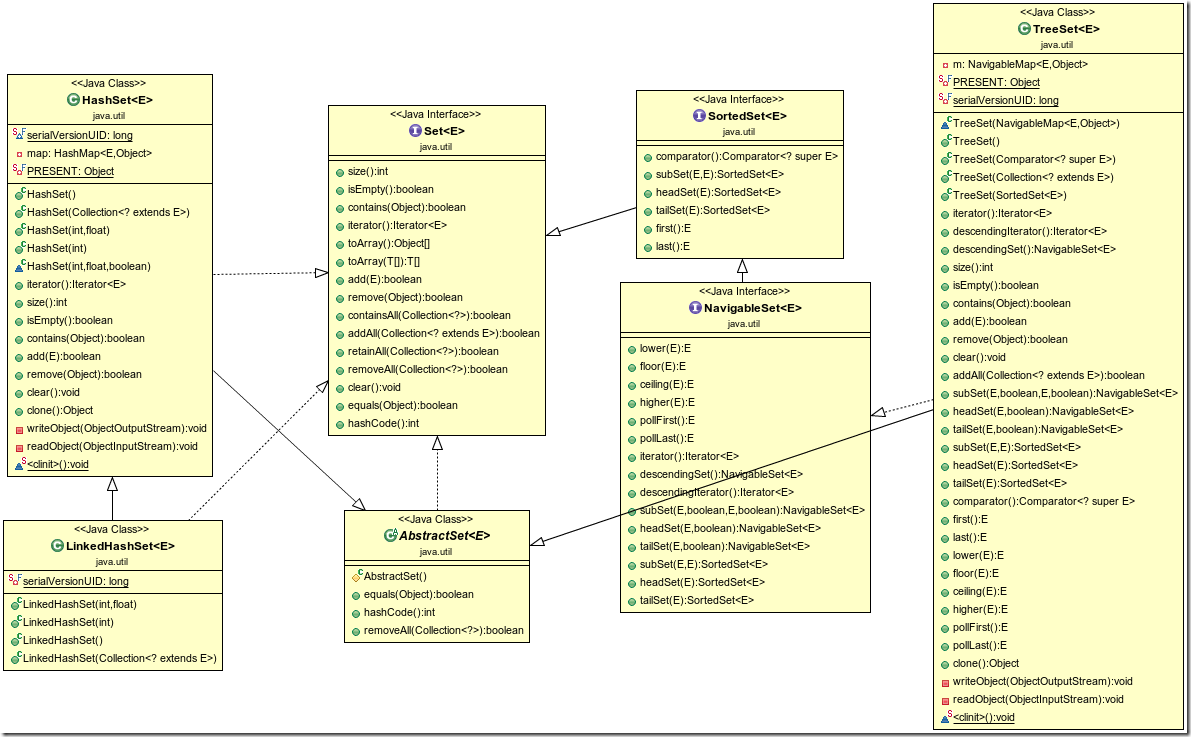 <<Java Class>>
HashSet<E>
java.util
serialVersionUID: long
map: HashMap<E,Object>
PRESENT: Object
HashSet()
HashSet(Collection<? extends E>)
HashSet(int,float)
HashSet(int)
HashSet(int,float,boolean)
iterator():Iterator<E>
size():int
isEmpty():boolean
contains(Object):boolean
add(E):boolean
remove(Object):boolean
clear():void
clone():Object
writeObject(ObjectOutputStream):void
readObject(ObjectInputStream):void
<clinit>():void
<<Java Class>>
LinkedHashSet<E>
java.util
serialVersionUID: long
LinkedHashSet(int,float)
LinkedHashSet(int)
LinkedHashSet()
LinkedHashSet(Collection<? extends E>)
<<Java Interface>>
Set<E>
java.util
size():int
isEmpty():boolean
contains(Object):boolean
iterator():Iterator<E>
toArray():Object[]
toArray(T[]):T[]
add(E):boolean
remove(Object):boolean
containsAll(Collection<?>):boolean
addAll(Collection<? extends E>):boolean
retainAll(Collection<?>):boolean
removeAll(Collection<?>):boolean
clear():void
equals(Object):boolean
hashCode():int
<<Java Class>>
AbstractSet<E>
java.util
AbstractSet()
equals(Object):boolean
hashCode():int
removeAll(Collection<?>):boolean
<<Java Interface>>
SortedSet<E>
java.util
comparator():Comparator<? super E>
subSet(E,E):SortedSet<E>
headSet(E):SortedSet<E>
tailSet(E):SortedSet<E>
first():E
last():E
<<Java Interface>>
NavigableSet<E>
java.util
lower(E):E
floor(E):E
ceiling(E):E
higher(E):E
pollFirst():E
pollLast():E
iterator():Iterator<E>
descendingSet():NavigableSet<E>
descendingIterator():Iterator<E>
subSet(E,boolean,E,boolean):NavigableSet<E>
headSet(E,boolean):NavigableSet<E>
tailSet(E,boolean):NavigableSet<E>
subSet(E,E):SortedSet<E>
headSet(E):SortedSet<E>
tailSet(E):SortedSet<E>
<<Java Class>>
TreeSet<E>
java.util
m: NavigableMap<E,Object>
PRESENT: Object
serialVersionUID: long
TreeSet(NavigableMap<E,Object>)
TreeSet()
TreeSet(Comparator<? super E>)
TreeSet(Collection<? extends E>)
TreeSet(SortedSet<E>)
iterator():Iterator<E>
descendingIterator():Iterator<E>
descendingSet():NavigableSet<E>
size():int
isEmpty():boolean
contains(Object):boolean
add(E):boolean
remove(Object):boolean
clear():void
addAll(Collection<? extends E>):boolean
subSet(E,boolean,E,boolean):NavigableSet<E>
headSet(E,boolean):NavigableSet<E>
tailSet(E,boolean):NavigableSet<E>
subSet(E,E):SortedSet<E>
headSet(E):SortedSet<E>
tailSet(E):SortedSet<E>
comparator():Comparator<? super E>
first():E
last():E
lower(E):E
floor(E):E
ceiling(E):E
higher(E):E
pollFirst():E
pollLast():E
clone():Object
writeObject(ObjectOutputStream):void
readObject(ObjectInputStream):void
<clinit>():void